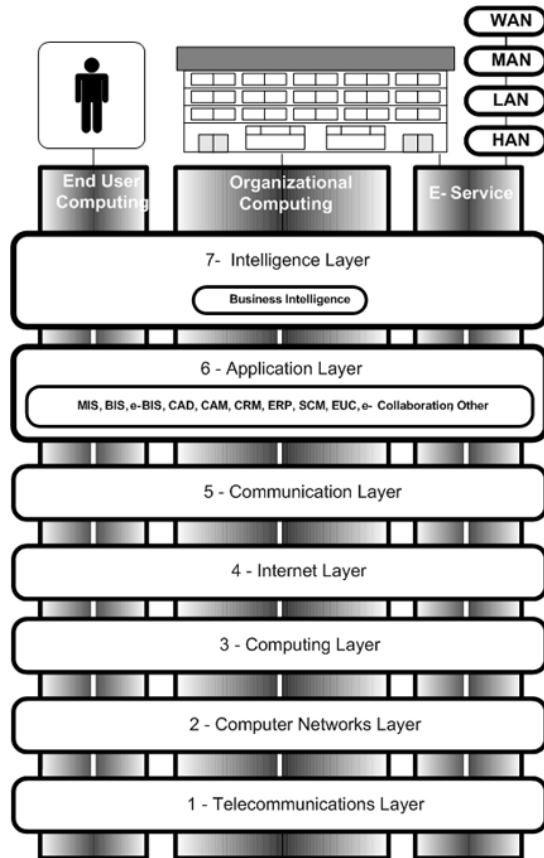 WAN
MAN
LAN
HAN
End User
Computing
Organizational
Computing
E- Service
7- Intelligence Layer
Business Intelligence
6 - Application Layer
MIS, BIS, e-BIS, CAD, CAM, CRM, ERP, SCM, EUC, e- Collaboration, Other
5 - Communication Layer
4 - Internet Layer
3 - Computing Layer
2 - Computer Networks Layer
1 - Telecommunications Layer